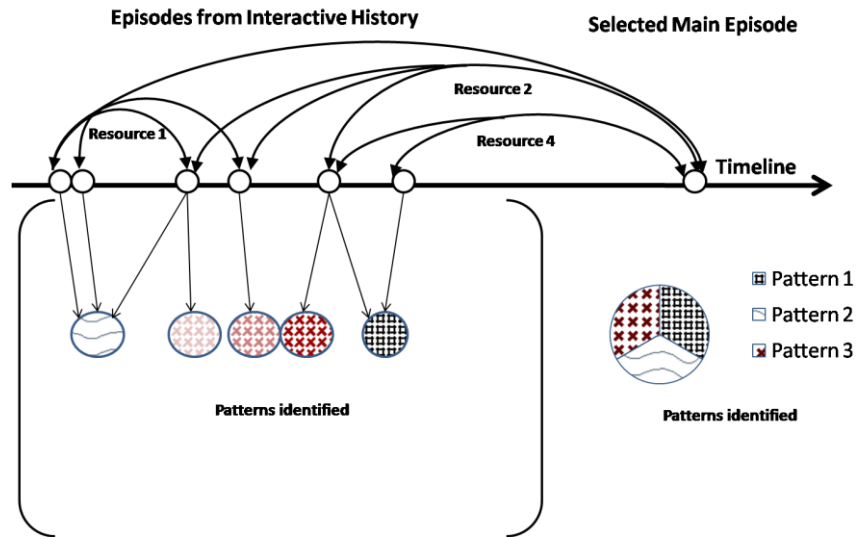 Episodes from Interactive History
Selected Main Episode
Resource 2
Resource 1
Resource 4
Timeline
Pattern 1
Pattern 2
Pattern 3
Patterns identified
Patterns identified